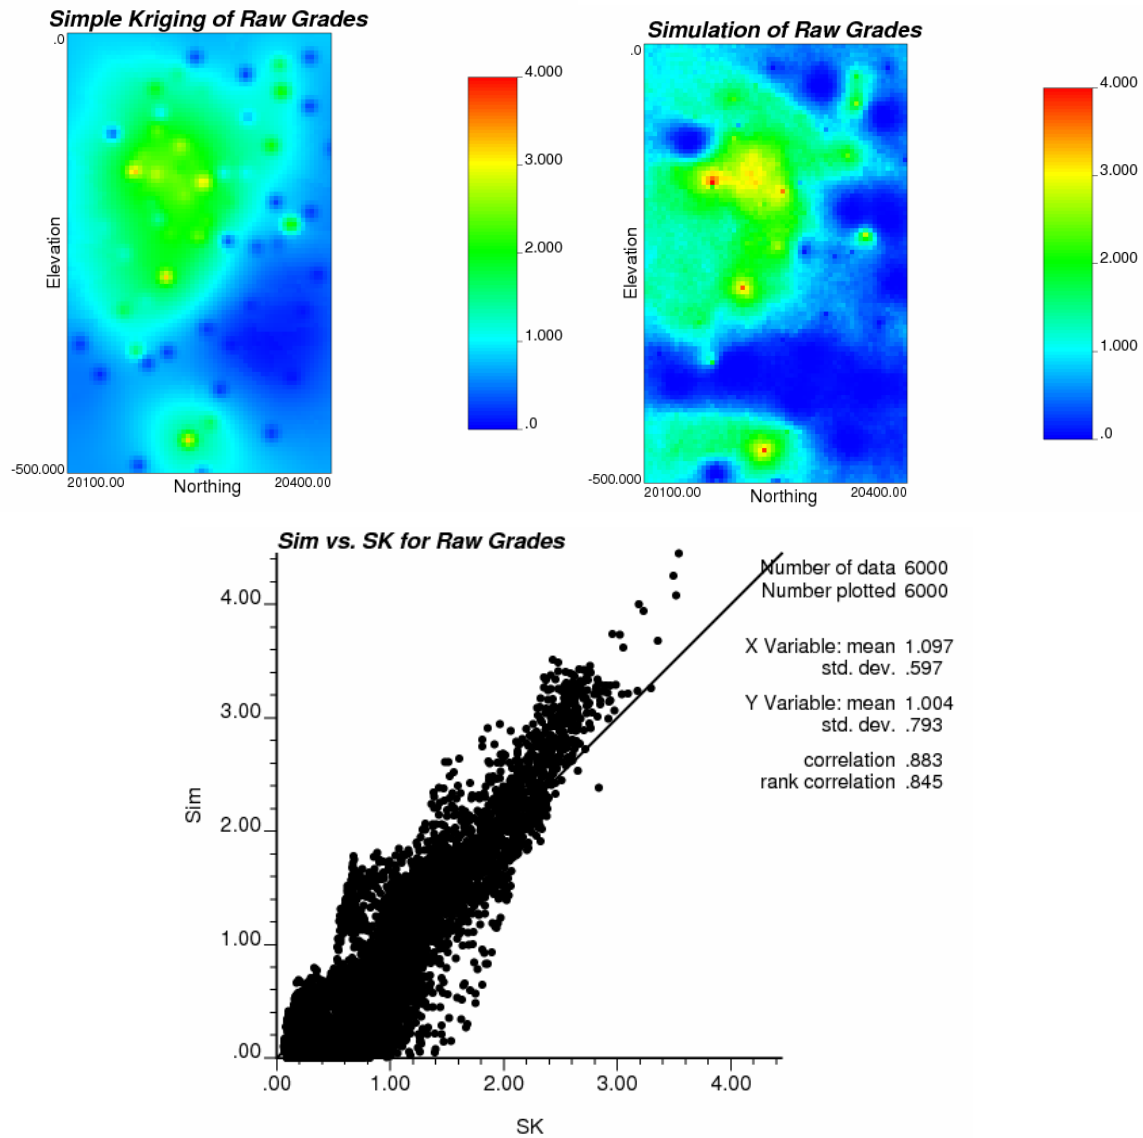 Simple Kriging of Raw Grades
.0
Elevation
-500.000
20100.00
Northing
20400.00
4.000
3.000
2.000
1.000
.0
Simulation of Raw Grades
.0
Elevation
-500.000
20100.00
Northing
20400.00
4.000
3.000
2.000
1.000
.0
Sim vs. SK for Raw Grades
Number of data 6000
Number plotted 6000
X Variable: mean 1.097
std. dev. .597
Y Variable: mean 1.004
std. dev. .793
correlation .883
rank correlation .845
Sim
4.00
3.00
2.00
1.00
.00
.00 1.00 2.00 3.00 4.00
SK